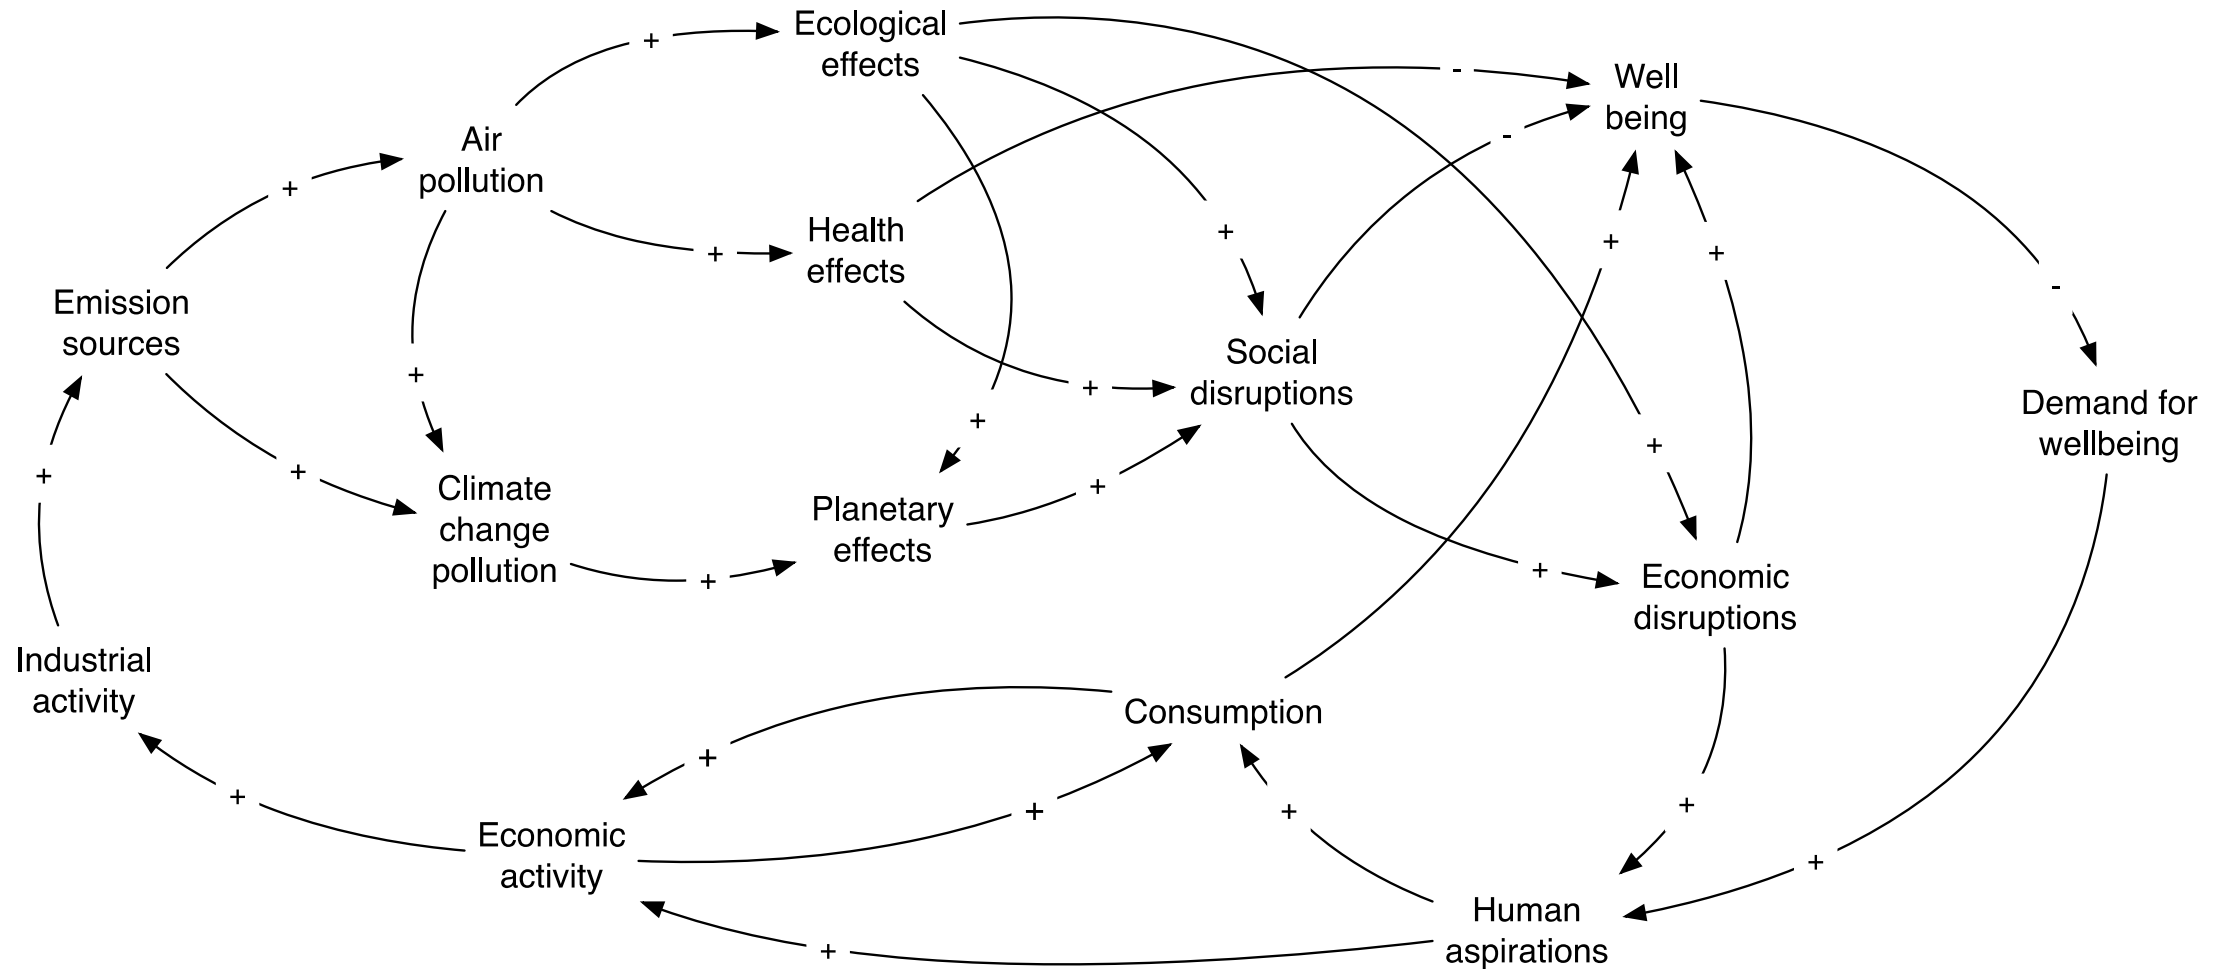 Ecological
effects
+
Well
being
-
-
Air
pollution
+
Health
effects
+
+
+
+
-
Emission
sources
Social
disruptions
+
+
Demand for
wellbeing
+
+
+
+
Climate
change
pollution
+
Planetary
effects
+
+
+
Economic
disruptions
Industrial
activity
Consumption
+
+
+
+
+
Economic
activity
+
Human
aspirations
+